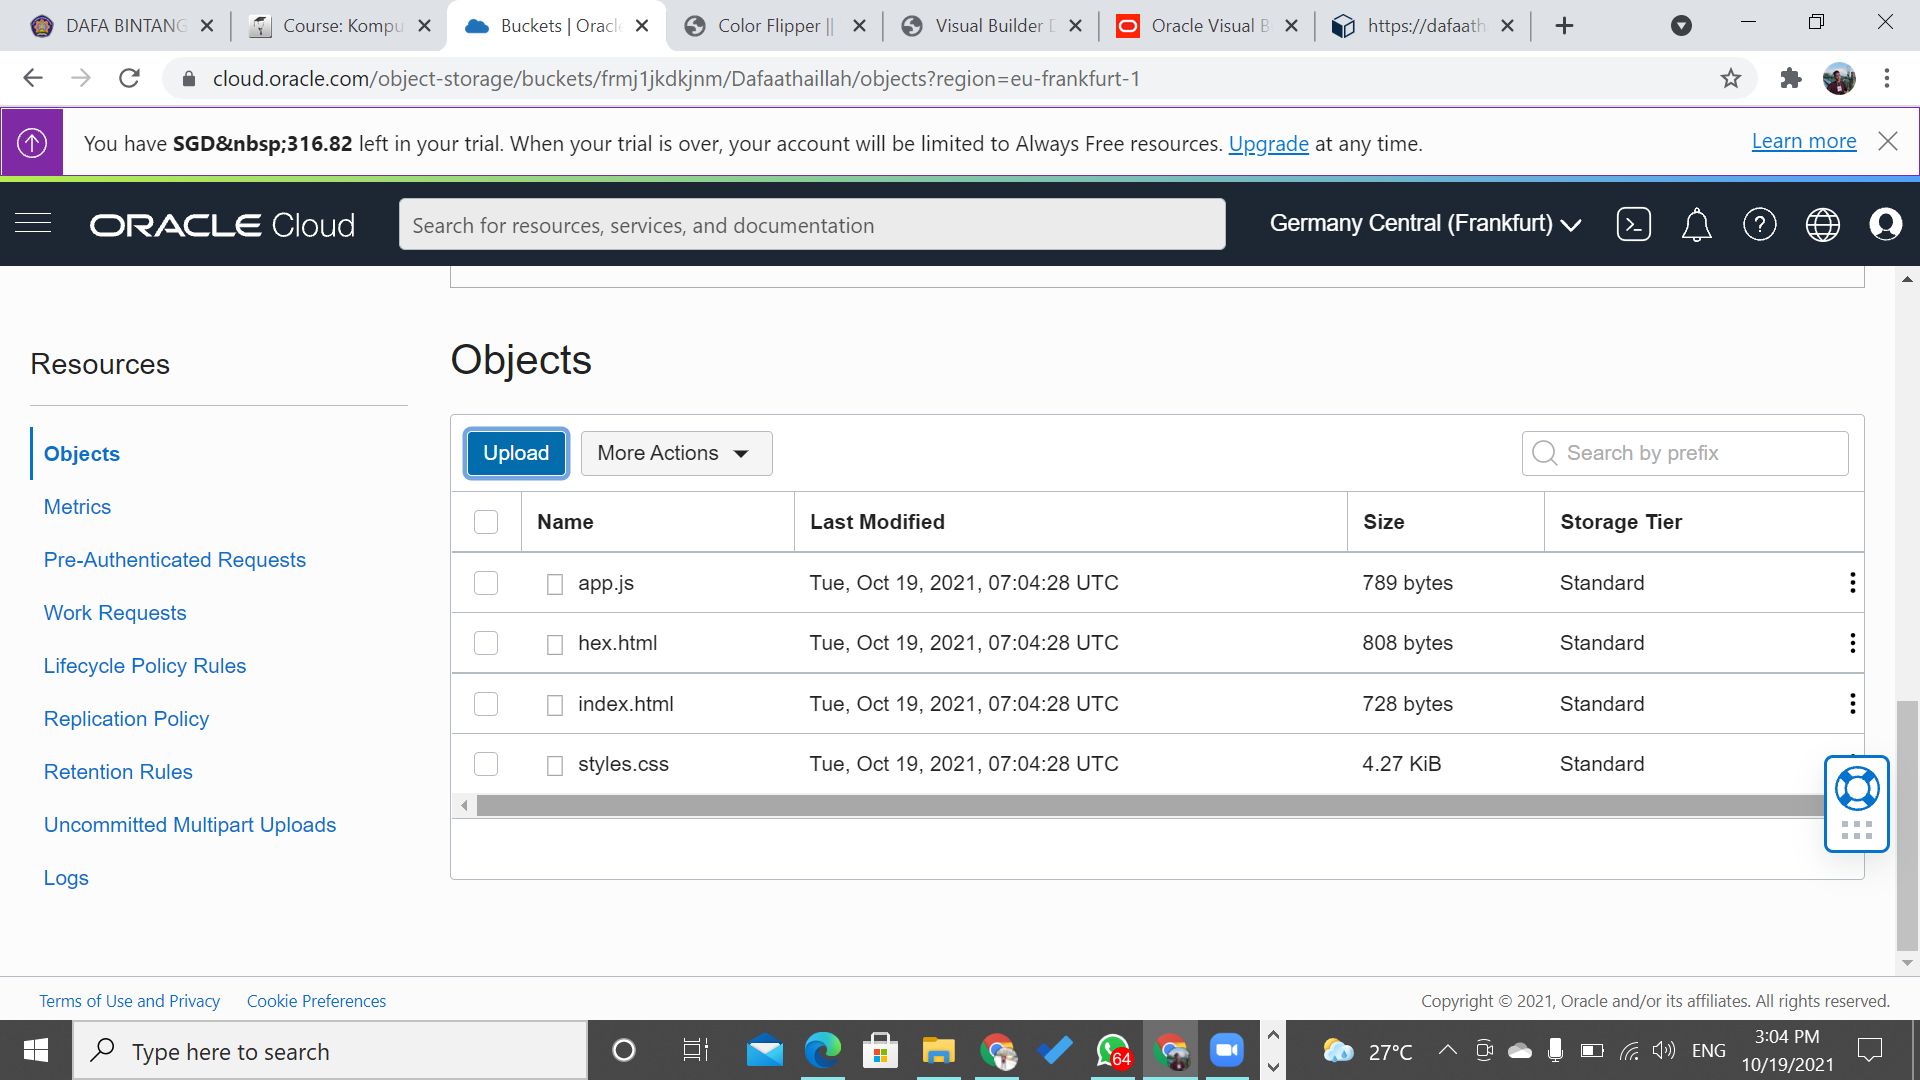 DAFA BINTANG
Course: Kompu
Buckets | Oracle
Color Flipper ||
Visual Builder D
Oracle Visual B
https://dafaath
cloud.oracle.com/object-storage/buckets/frmj1jkdkjnm/Dafaathaillah/objects?region=eu-frankfurt-1
You have SGD&nbsp;316.82 left in your trial. When your trial is over, your account will be limited to Always Free resources. Upgrade at any time.
Learn more
ORACLE Cloud
Search for resources, services, and documentation
Germany Central (Frankfurt)
Resources
Objects
Metrics
Pre-Authenticated Requests
Work Requests
Lifecycle Policy Rules
Replication Policy
Retention Rules
Uncommitted Multipart Uploads
Logs
Objects
Upload
More Actions
Search by prefix
Name Last Modified Size Storage Tier
app.js Tue, Oct 19, 2021, 07:04:28 UTC 789 bytes Standard
hex.html Tue, Oct 19, 2021, 07:04:28 UTC 808 bytes Standard
index.html Tue, Oct 19, 2021, 07:04:28 UTC 728 bytes Standard
styles.css Tue, Oct 19, 2021, 07:04:28 UTC 4.27 KiB Standard
Terms of Use and Privacy Cookie Preferences
Copyright © 2021, Oracle and/or its affiliates. All rights reserved.
Type here to search
64
27°C
ENG
3:04 PM
10/19/2021